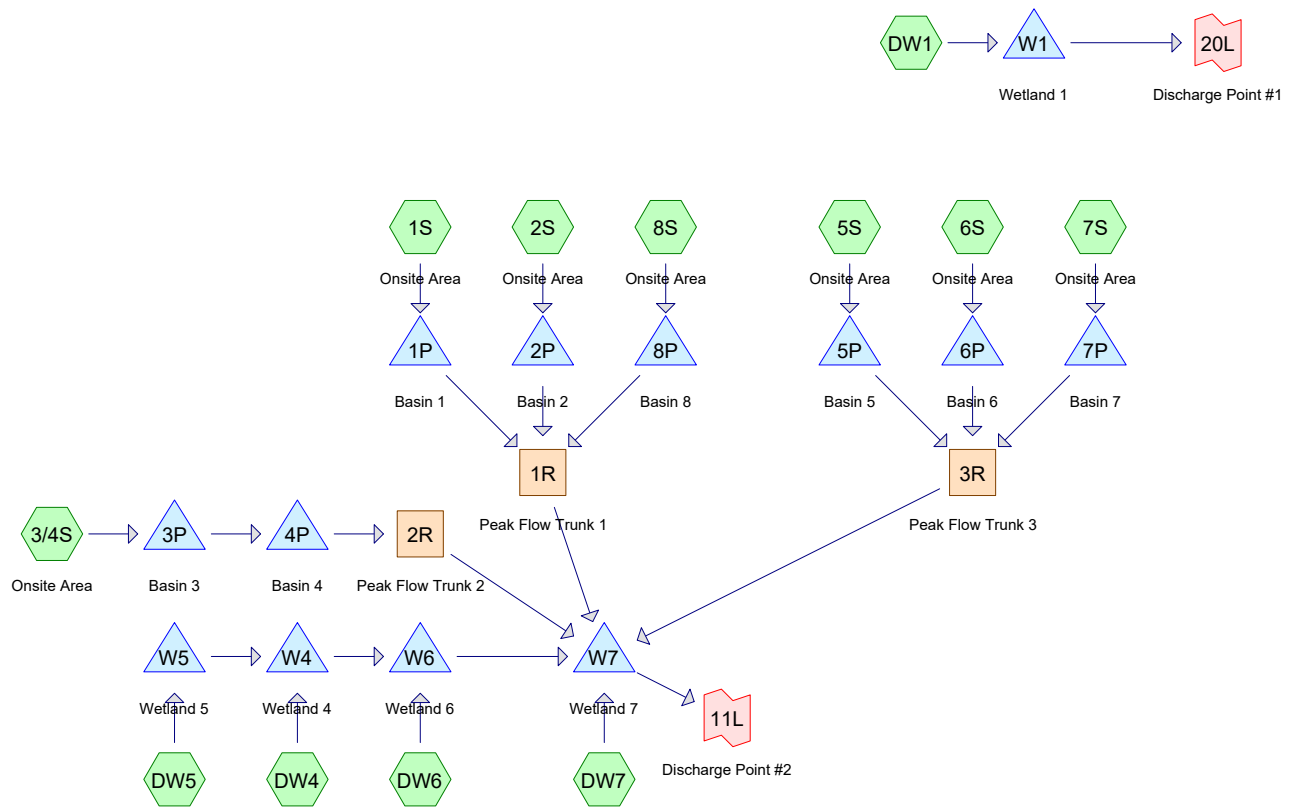 DW1
W1
20L
Wetland 1
Discharge Point #1
1S
2S
8S
5S
6S
7S
Onsite Area
Onsite Area
Onsite Area
Onsite Area
Onsite Area
Onsite Area
1P
2P
8P
5P
6P
7P
Basin 1
Basin 2
Basin 8
Basin 5
Basin 6
Basin 7
1R
3R
Peak Flow Trunk 1
Peak Flow Trunk 3
3/4S
3P
4P
2R
Onsite Area
Basin 3
Basin 4
Peak Flow Trunk 2
W5
W4
W6
W7
Wetland 5
Wetland 4
Wetland 6
Wetland 7
11L
Discharge Point #2
DW5
DW4
DW6
DW7